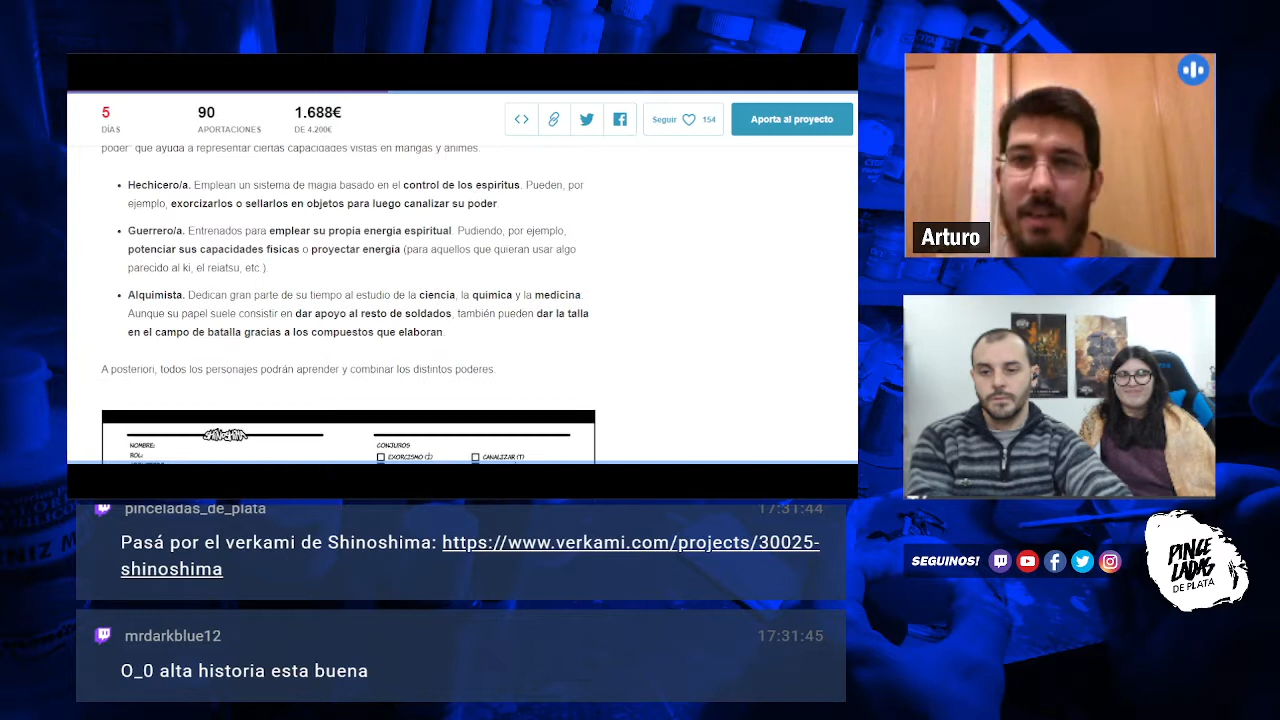 5
DÍAS
90
APORTACIONES
1.688€
DE 4.200€
Seguir
154
Aporta al proyecto
poder" que ayuda a representar ciertas capacidades vistas en mangas y animes.
• Hechicero/a. Emplean un sistema de magia basado en el control de los espíritus. Pueden, por
ejemplo, exorcizarlos o sellarlos en objetos para luego canalizar su poder.
• Guerrero/a. Entrenados para emplear su propia energía espiritual. Pudiendo, por ejemplo,
potenciar sus capacidades físicas o proyectar energía (para aquellos que quieran usar algo
parecido al ki, el reiatsu, etc.).
• Alquimista. Dedican gran parte de su tiempo al estudio de la ciencia, la química y la medicina.
Aunque su papel suele consistir en dar apoyo al resto de soldados, también pueden dar la talla
en el campo de batalla gracias a los compuestos que elaboran.
A posteriori, todos los personajes podrán aprender y combinar los distintos poderes.
SHINOSHIMA
NOMBRE:
ROL:
CONJUROS
EXORCISMO (I)
CANALIZAR (T)
Arturo
pinceladas_de_plata
17:31:44
Pasá por el verkami de Shinoshima: https://www.verkami.com/projects/30025-
shinoshima
mrdarkblue12
17:31:45
O_0 alta historia esta buena
SEGUINOS!
PINCE
LADAS
DE PLATA